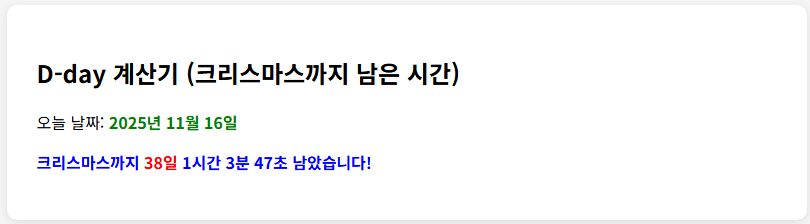 D-day 계산기 (크리스마스까지 남은 시간)
오늘 날짜: 2025년 11월 16일
크리스마스까지 38일 1시간 3분 47초 남았습니다!